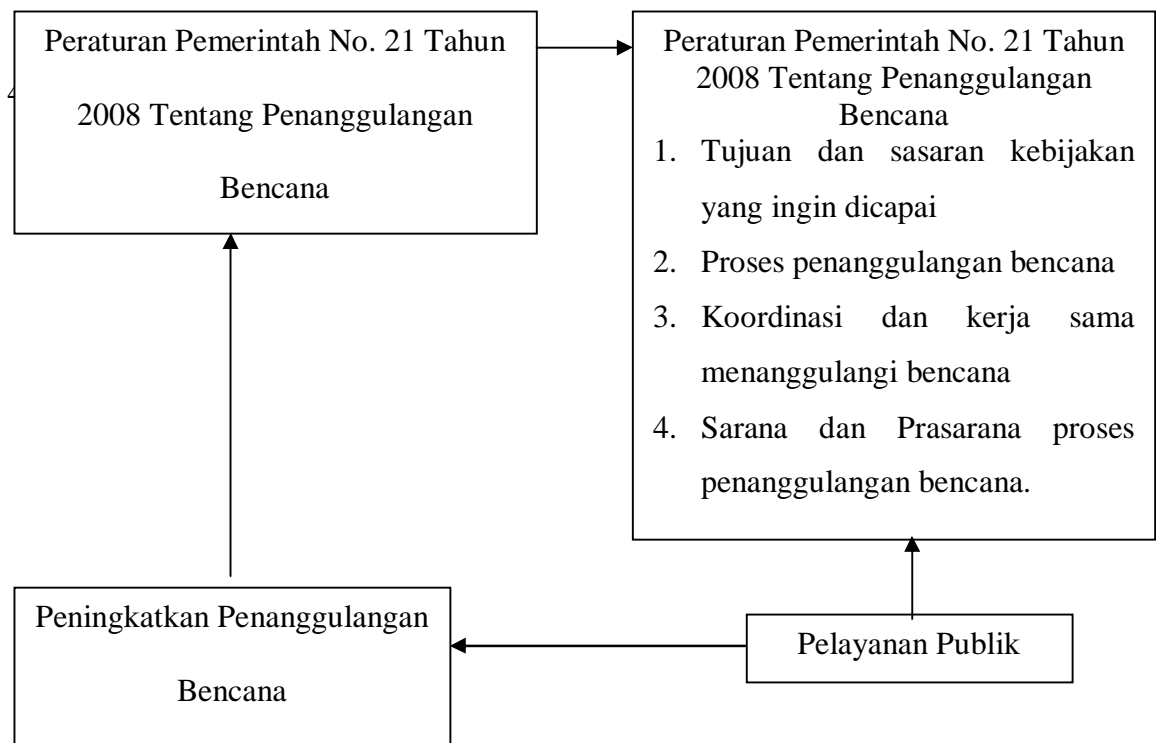 Peraturan Pemerintah No. 21 Tahun
2008 Tentang Penanggulangan
Bencana
Peraturan Pemerintah No. 21 Tahun
2008 Tentang Penanggulangan
Bencana
1. Tujuan dan sasaran kebijakan
yang ingin dicapai
2. Proses penanggulangan bencana
3. Koordinasi dan kerja sama
menanggulangi bencana
4. Sarana dan Prasarana proses
penanggulangan bencana.
Peningkatkan Penanggulangan
Bencana
Pelayanan Publik